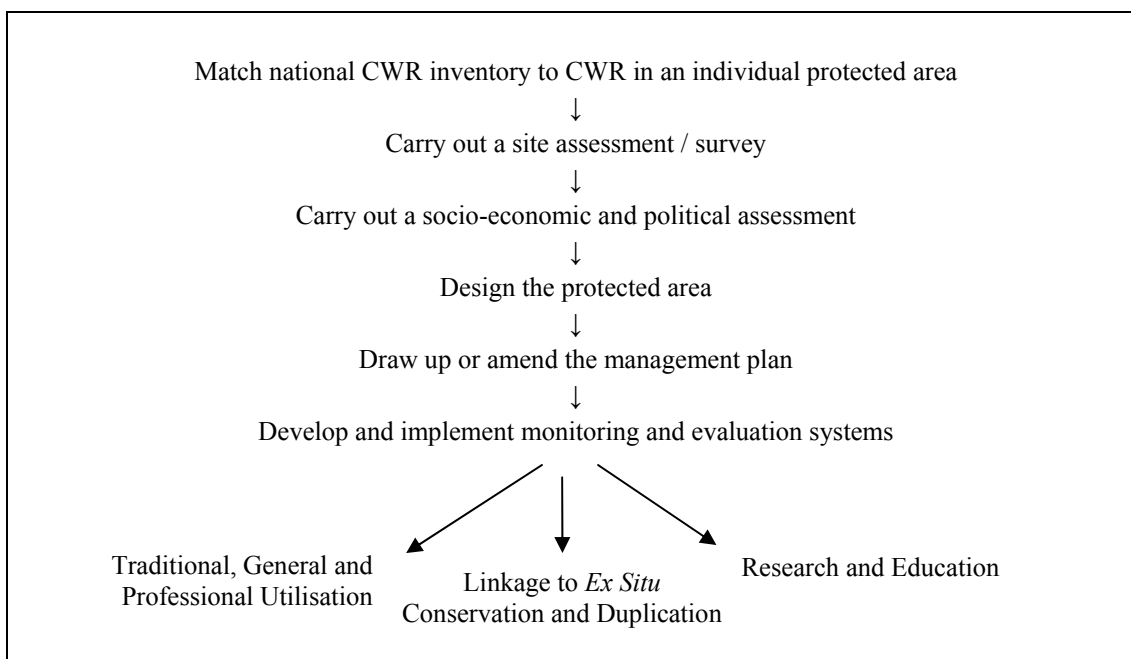 Match national CWR inventory to CWR in an individual protected area
↓
Carry out a site assessment / survey
↓
Carry out a socio-economic and political assessment
↓
Design the protected area
↓
Draw up or amend the management plan
↓
Develop and implement monitoring and evaluation systems
Traditional, General and
Professional Utilisation
Linkage to Ex Situ
Conservation and Duplication
Research and Education